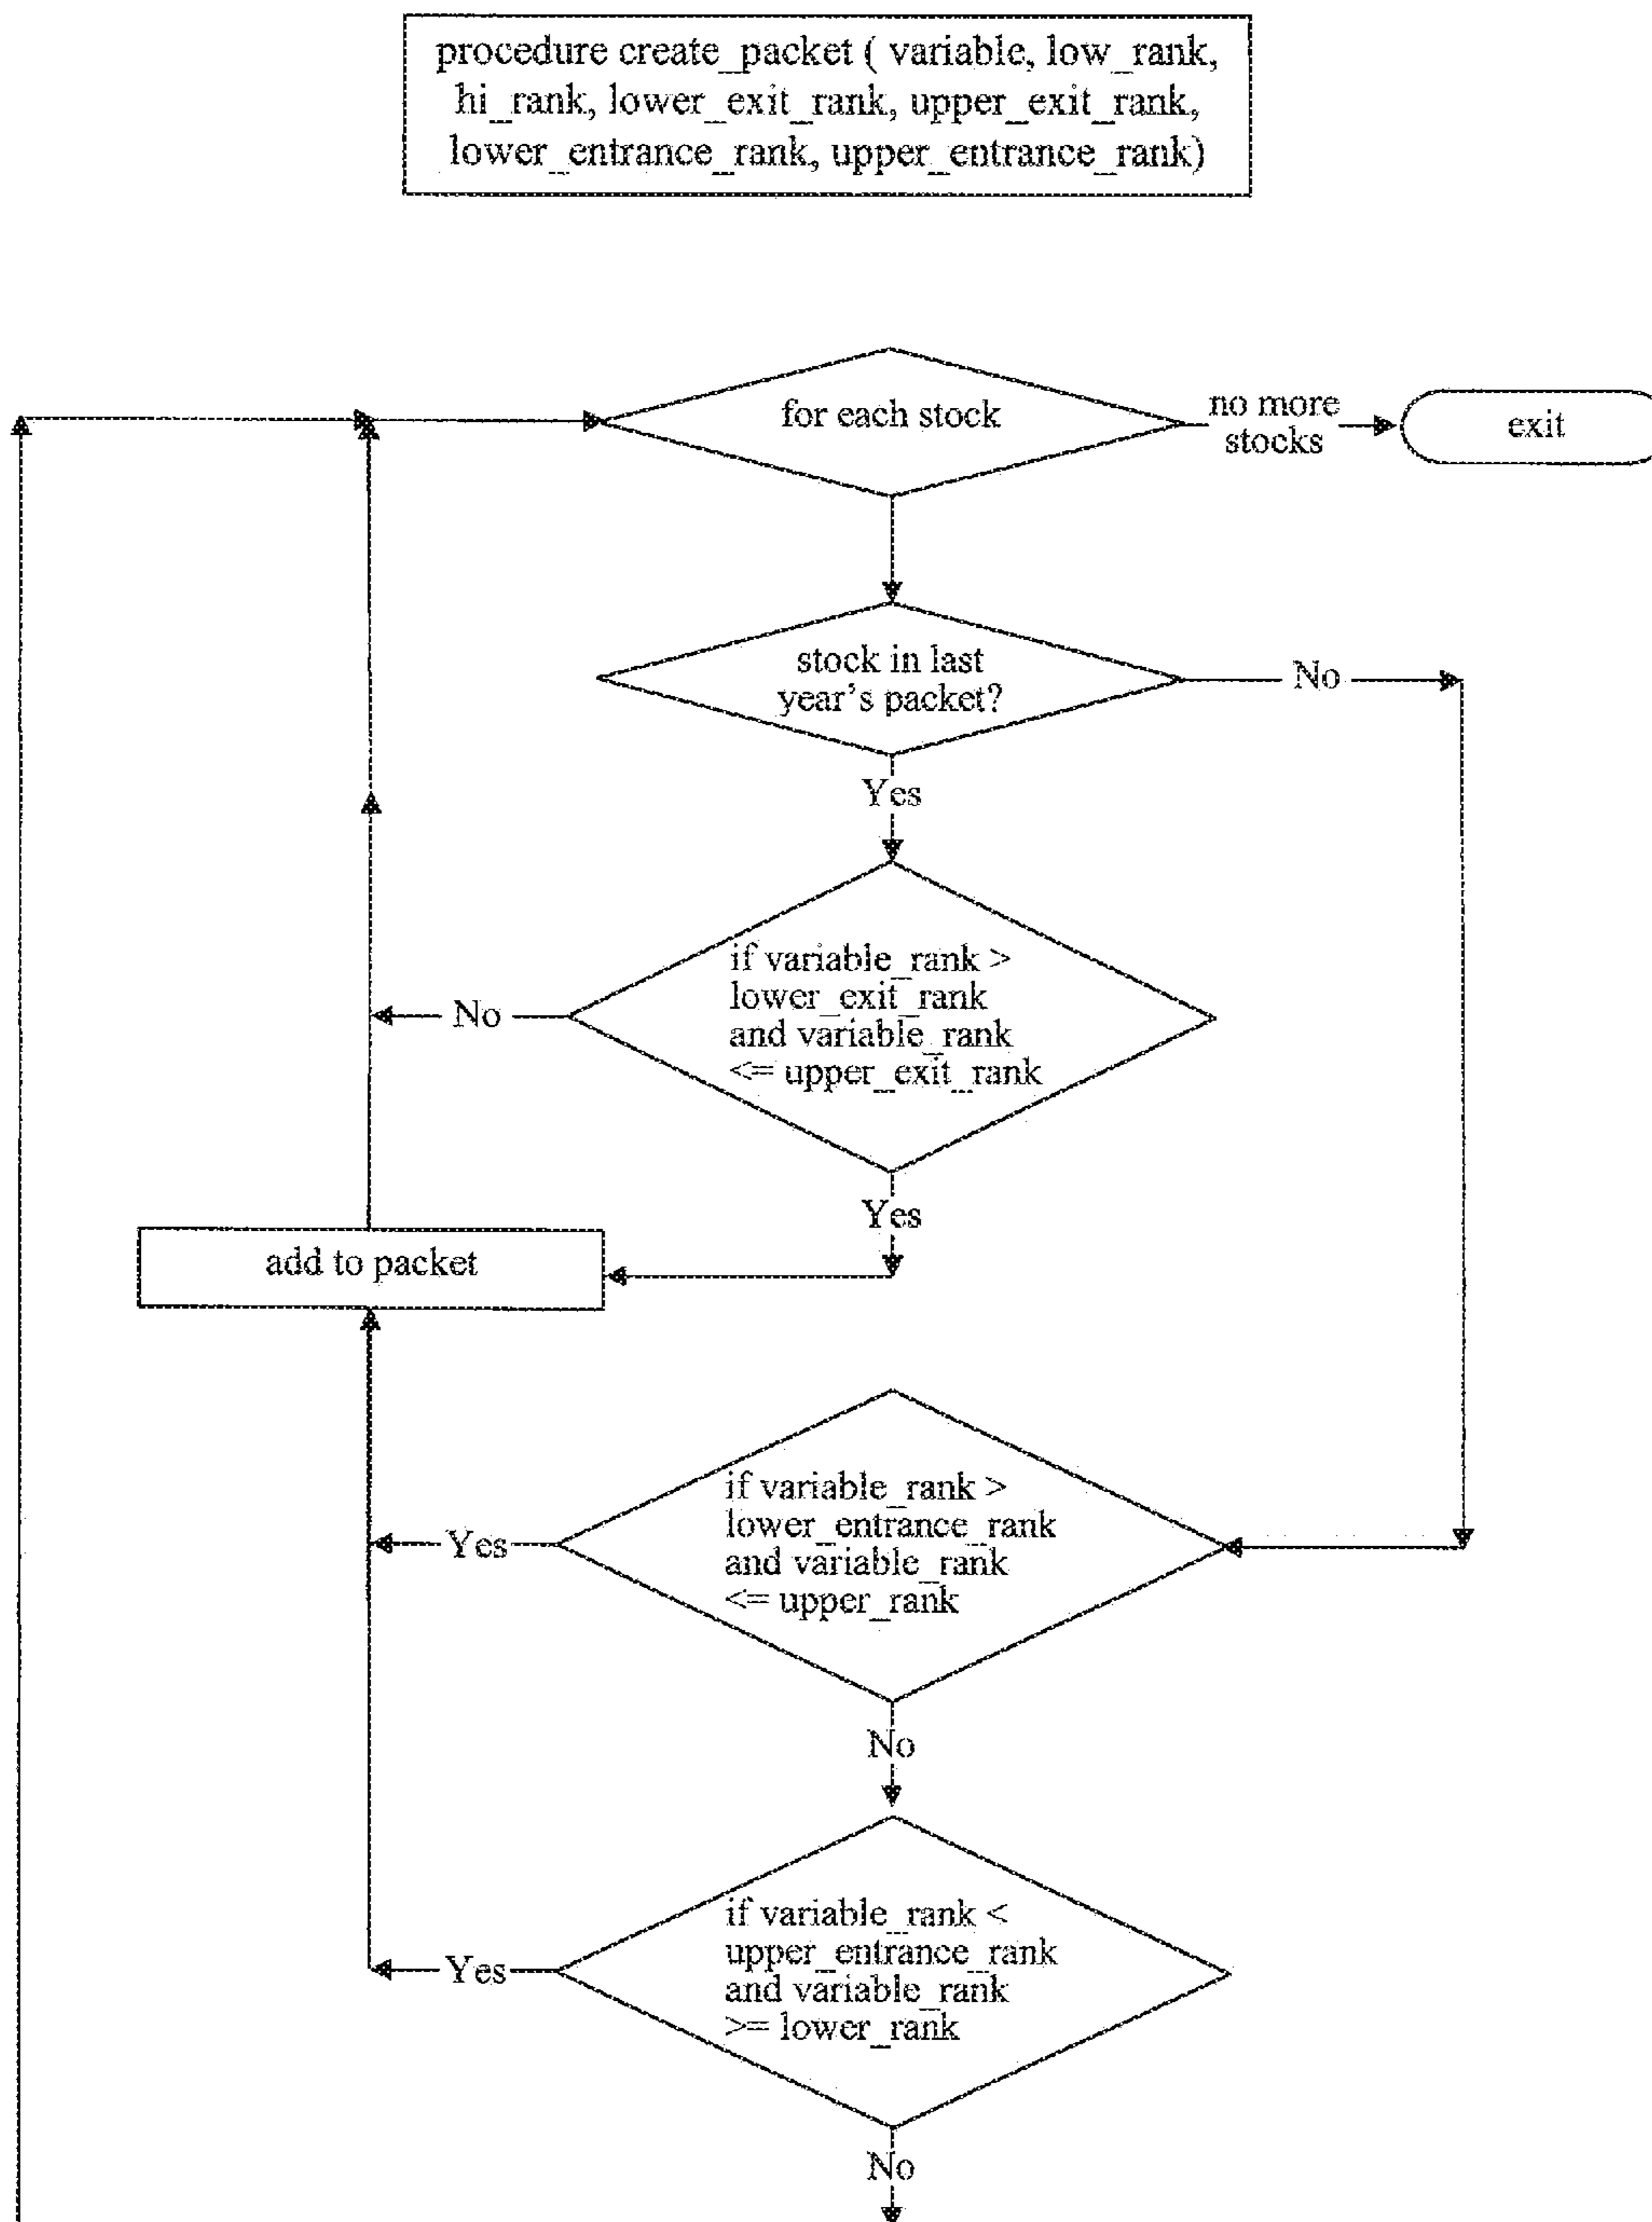 procedure create_packet ( variable, low_rank,
hi_rank, lower_exit_rank, upper_exit_rank,
lower_entrance_rank, upper_entrance_rank)
for each stock
no more
stocks
exit
stock in last
year's packet?
No
Yes
if variable_rank >
lower_exit_rank
and variable_rank
<= upper_exit_rank
No
Yes
add to packet
if variable_rank >
lower_entrance_rank
and variable_rank
<= upper_rank
Yes
No
if variable_rank <
upper_entrance_rank
and variable_rank
>= lower_rank
Yes
No